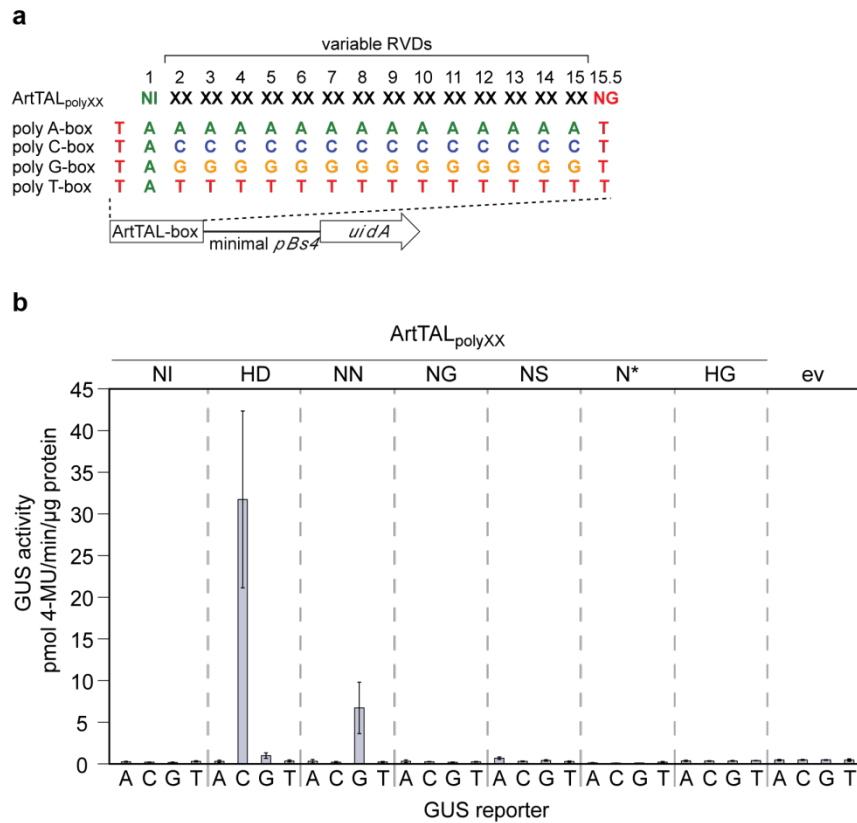 a
variable RVDs
1 2 3 4 5 6 7 8 9 10 11 12 13 14 15 15.5
ArtTALpolyXX NI XX XX XX XX XX XX XX XX XX XX XX XX XX XX NG
poly A-box T A A A A A A A A A A A A A A A T
poly C-box T A C C C C C C C C C C C C C C T
poly G-box T A G G G G G G G G G G G G G G T
poly T-box T A T T T T T T T T T T T T T T T
ArtTAL-box minimal pBs4 uidA
b
ArtTALpolyXX
NI HD NN NG NS N* HG ev
45
40
35
30
25
20
15
10
5
0
GUS activity
pmol 4-MU/min/µg protein
A C G T A C G T A C G T A C G T A C G T A C G T A C G T A C G T
GUS reporter